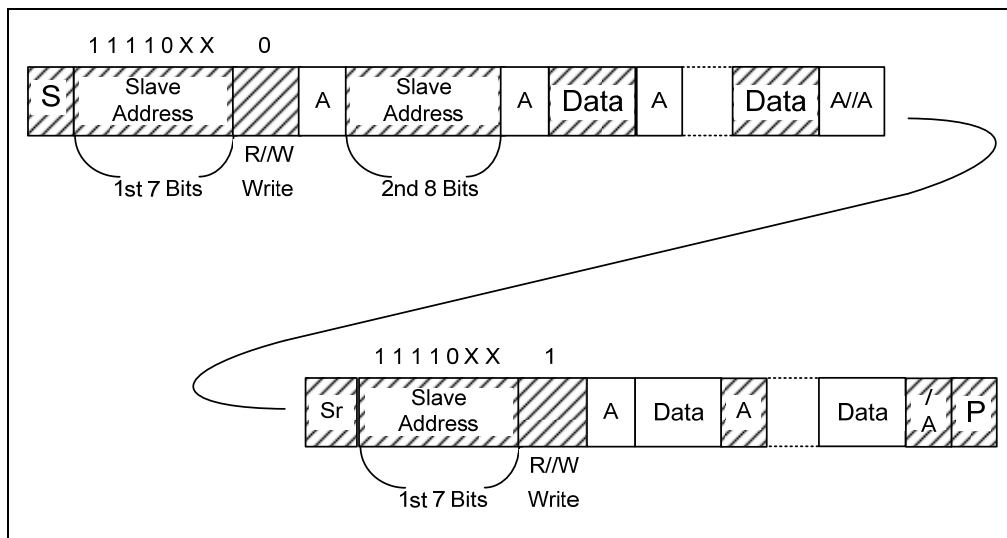 1 1 1 1 0 X X 0
S Slave Address A Slave Address A Data A Data A//A
R//W
Write
1st 7 Bits 2nd 8 Bits
1 1 1 1 0 X X 1
Sr Slave Address A Data A Data /A P
R//W
Write
1st 7 Bits